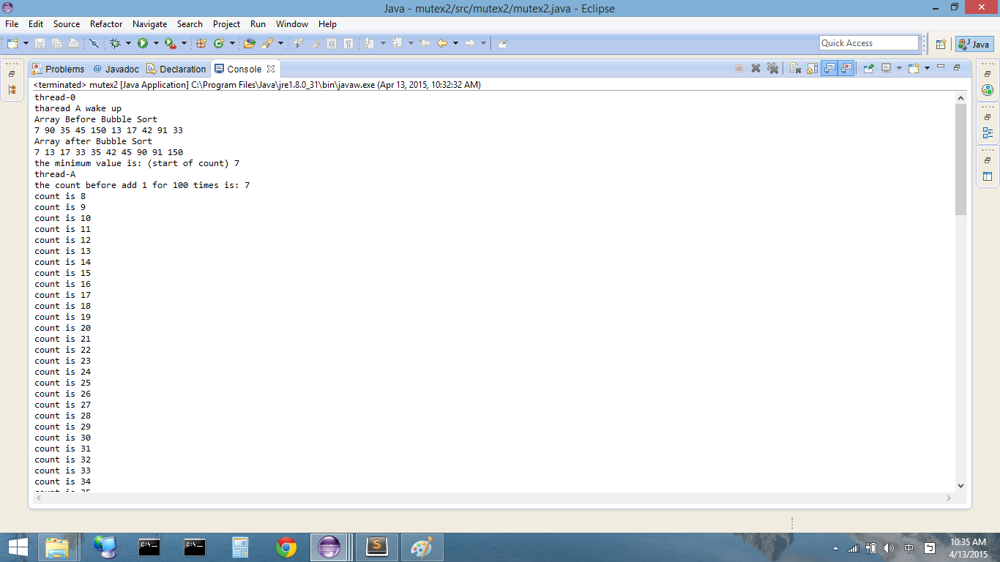 Java - mutex2/src/mutex2/mutex2.java - Eclipse
File Edit Source Refactor Navigate Search Project Run Window Help
Quick Access
Java
Problems @ Javadoc Declaration Console
<terminated> mutex2 [Java Application] C:\Program Files\Java\jre1.8.0_31\bin\javaw.exe (Apr 13, 2015, 10:32:32 AM)
thread-0
tharead A wake up
Array Before Bubble Sort
7 90 35 45 150 13 17 42 91 33
Array after Bubble Sort
7 13 17 33 35 42 45 90 91 150
the minimum value is: (start of count) 7
thread-A
the count before add 1 for 100 times is: 7
count is 8
count is 9
count is 10
count is 11
count is 12
count is 13
count is 14
count is 15
count is 16
count is 17
count is 18
count is 19
count is 20
count is 21
count is 22
count is 23
count is 24
count is 25
count is 26
count is 27
count is 28
count is 29
count is 30
count is 31
count is 32
count is 33
count is 34
count is 35
C:\_
C:\_
S
中
10:35 AM
4/13/2015